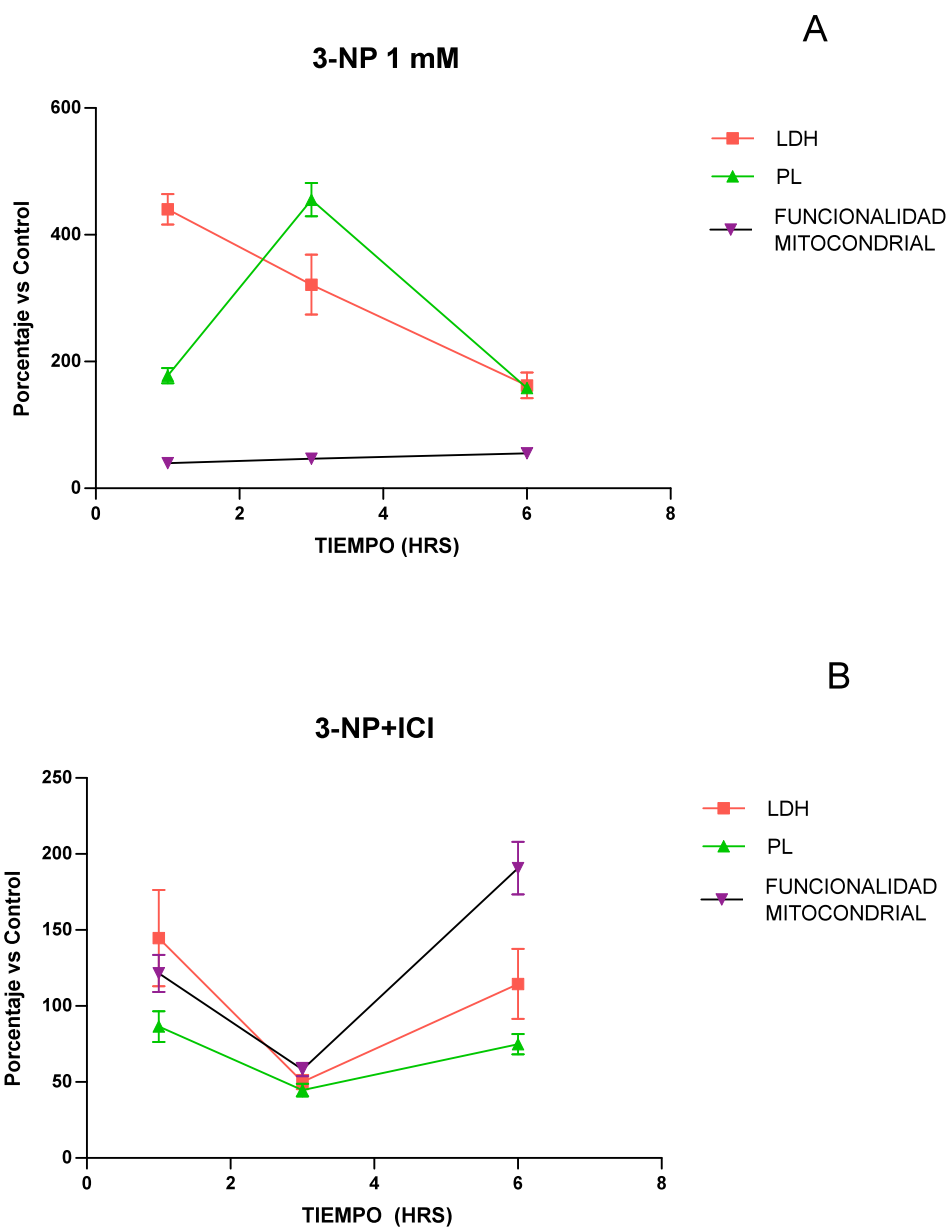 A
3-NP 1 mM
600
400
200
0
Porcentaje vs Control
0 2 4 6 8
TIEMPO (HRS)
LDH
PL
FUNCIONALIDAD
MITOCONDRIAL
B
3-NP+ICI
250
200
150
100
50
0
Porcentaje vs Control
0 2 4 6 8
TIEMPO (HRS)
LDH
PL
FUNCIONALIDAD
MITOCONDRIAL